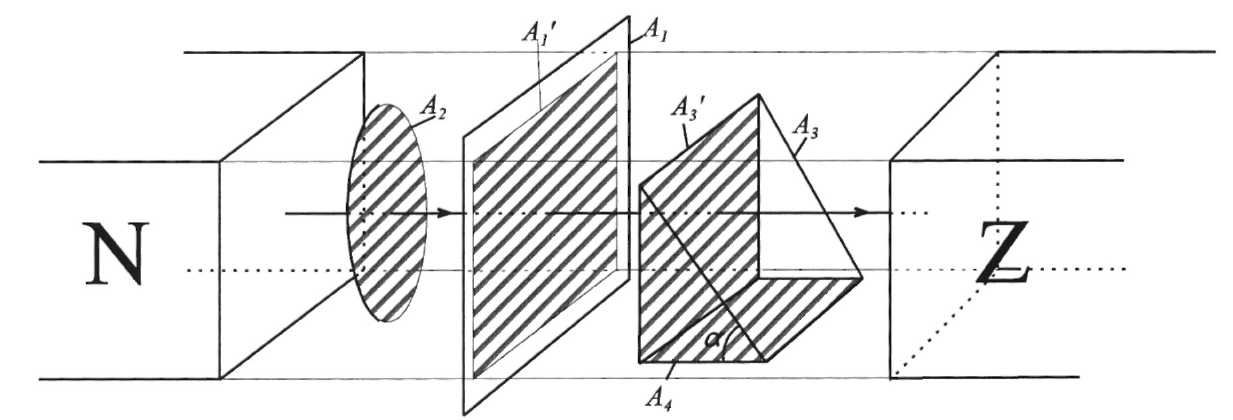 A₁'
A₁
A₂
A₃'
A₃
N
Z
α
A₄